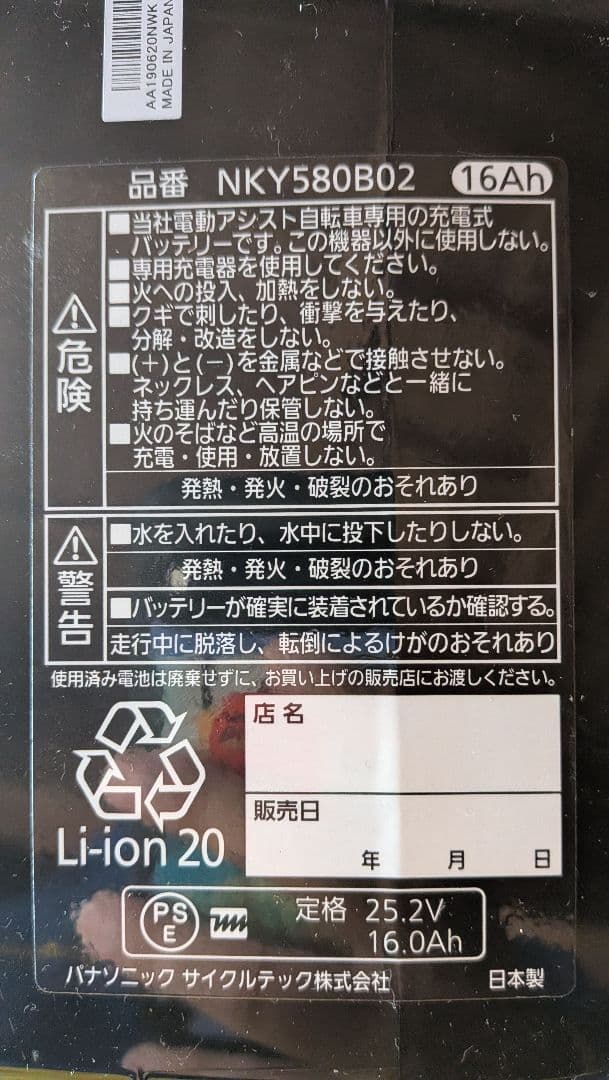 AA190620NWK
MADE IN JAPAN
品番 NKY580B02 16Ah
危険
■当社電動アシスト自転車専用の充電式
バッテリーです。この機器以外に使用しない。
■専用充電器を使用してください。
■火への投入、加熱をしない。
■クギで刺したり、衝撃を与えたり、
分解・改造をしない。
■(+)と(−)を金属などで接触させない。
ネックレス、ヘアピンなどと一緒に
持ち運んだり保管しない。
■火のそばなど高温の場所で
充電・使用・放置しない。
発熱・発火・破裂のおそれあり
警告
■水を入れたり、水中に投下したりしない。
発熱・発火・破裂のおそれあり
■バッテリーが確実に装着されているか確認する。
走行中に脱落し、転倒によるけがのおそれあり
使用済み電池は廃棄せずに、お買い上げの販売店にお渡しください。
Li-ion 20
店名
販売日
年 月 日
PSE
定格 25.2V
16.0Ah
パナソニック サイクルテック株式会社 日本製